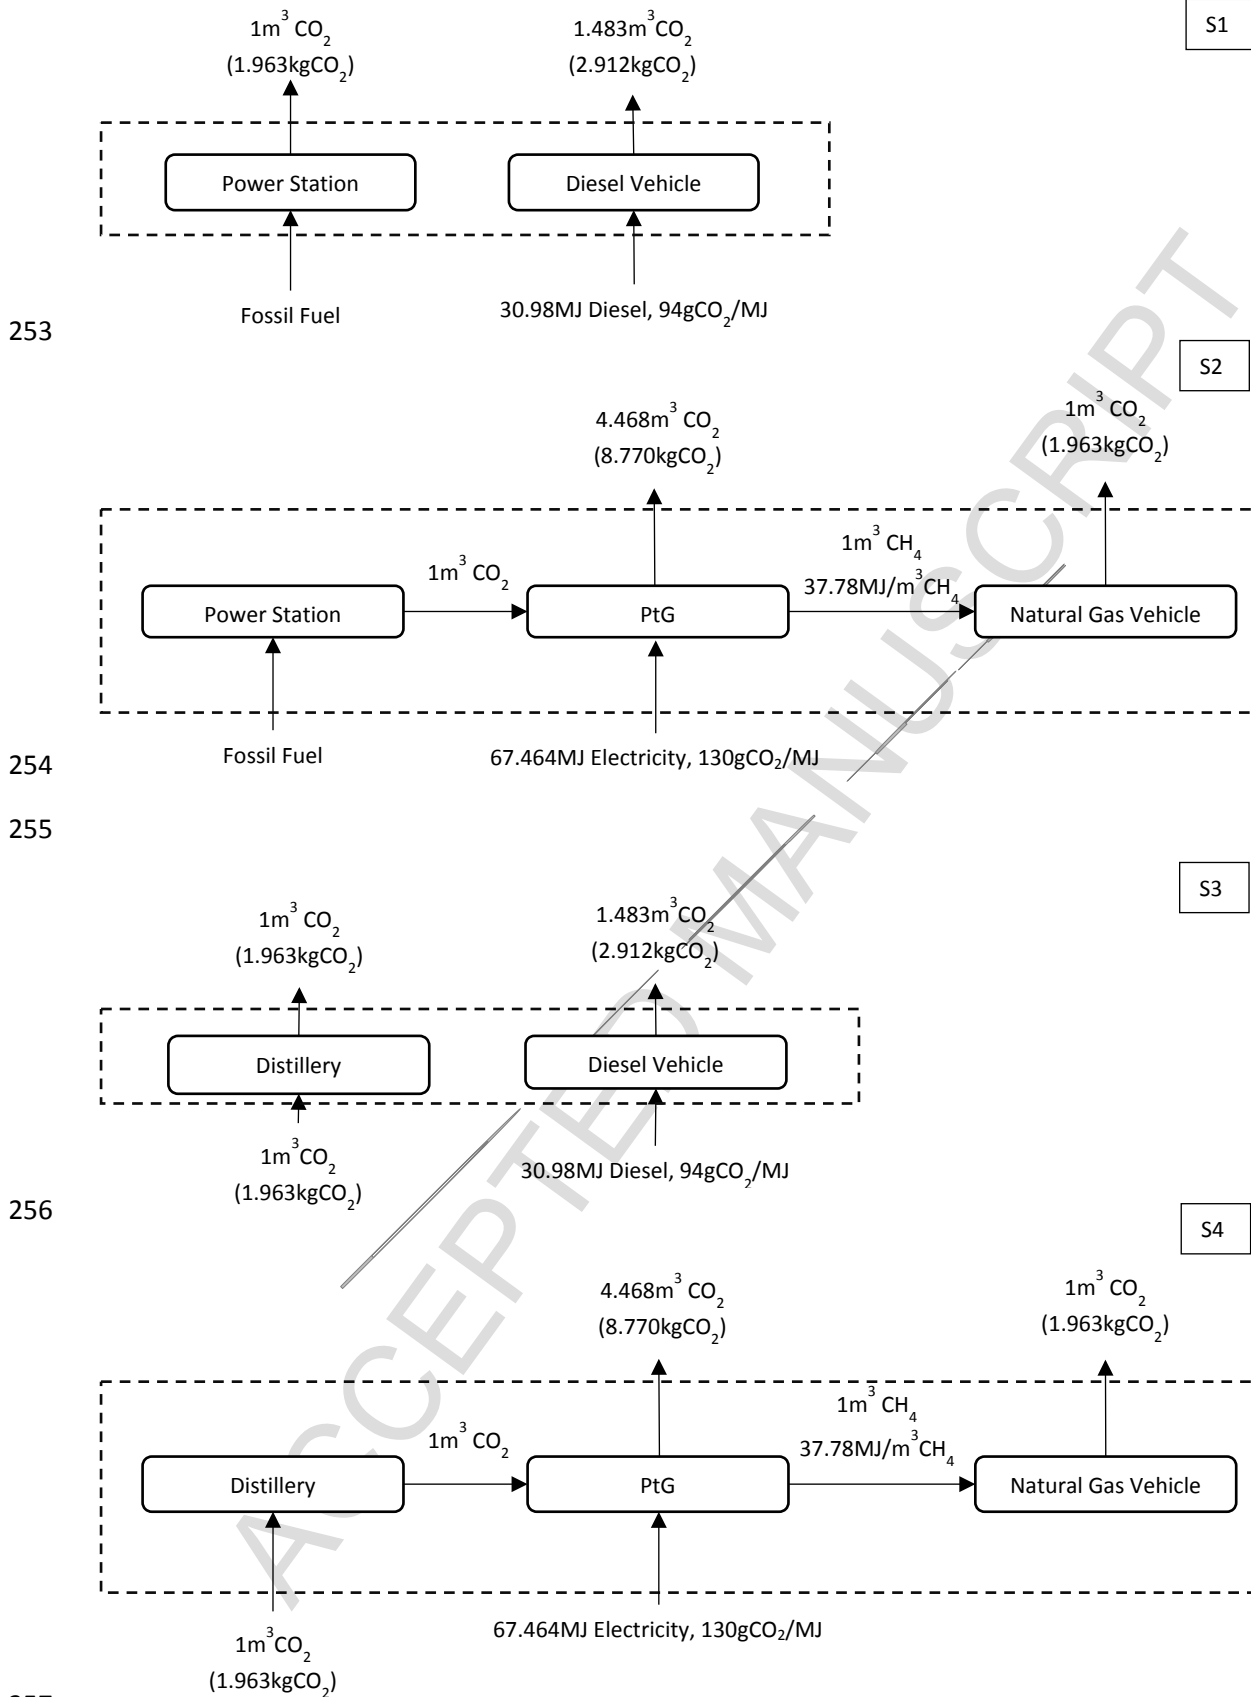 S1
1m³ CO₂
(1.963kgCO₂)
1.483m³CO₂
(2.912kgCO₂)
Power Station
Diesel Vehicle
Fossil Fuel
30.98MJ Diesel, 94gCO₂/MJ
253
S2
4.468m³ CO₂
(8.770kgCO₂)
1m³ CO₂
(1.963kgCO₂)
1m³ CO₂
1m³ CH₄
37.78MJ/m³CH₄
Power Station
PtG
Natural Gas Vehicle
Fossil Fuel
67.464MJ Electricity, 130gCO₂/MJ
254
255
S3
1m³ CO₂
(1.963kgCO₂)
1.483m³CO₂
(2.912kgCO₂)
Distillery
Diesel Vehicle
1m³CO₂
(1.963kgCO₂)
30.98MJ Diesel, 94gCO₂/MJ
256
S4
4.468m³ CO₂
(8.770kgCO₂)
1m³ CO₂
(1.963kgCO₂)
1m³ CO₂
1m³ CH₄
37.78MJ/m³CH₄
Distillery
PtG
Natural Gas Vehicle
1m³CO₂
(1.963kgCO₂)
67.464MJ Electricity, 130gCO₂/MJ
ACCEPTED MANUSCRIPT